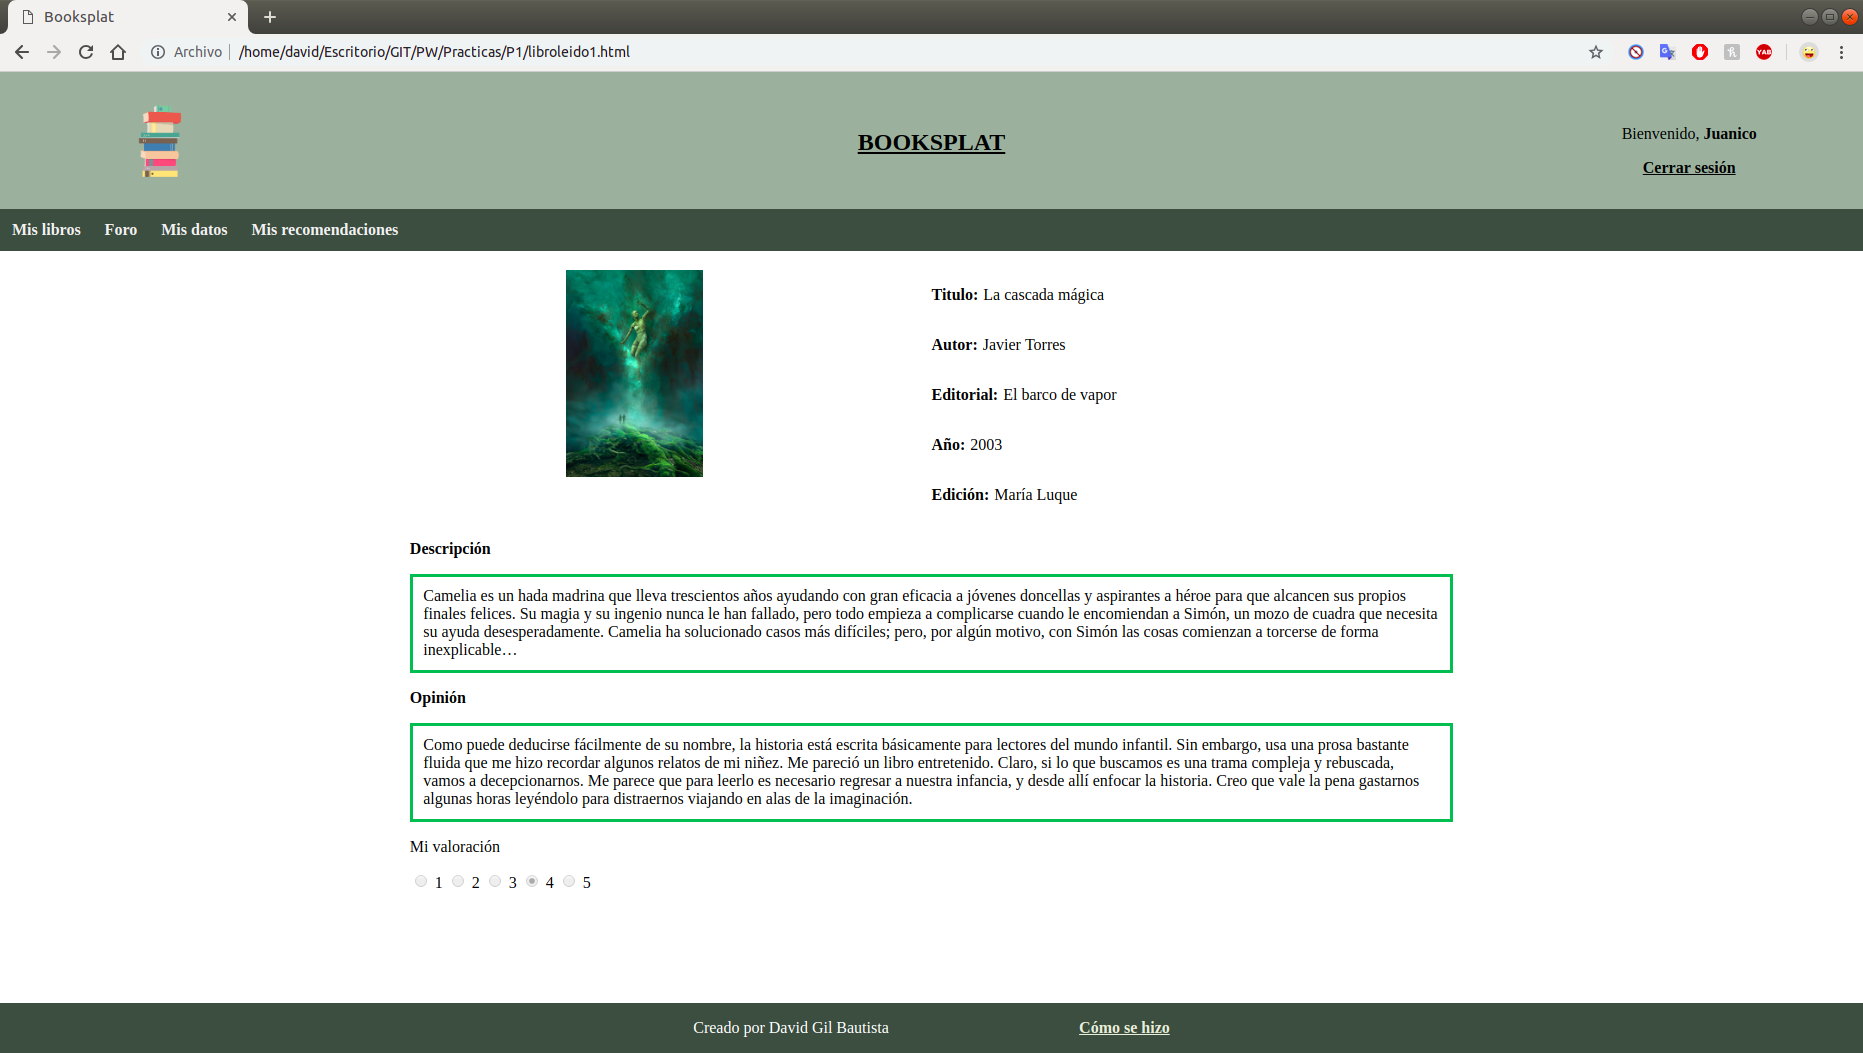 Booksplat
Archivo /home/david/Escritorio/GIT/PW/Practicas/P1/libroleido1.html
YAB
BOOKSPLAT
Bienvenido, Juanico
Cerrar sesión
Mis libros Foro Mis datos Mis recomendaciones
Titulo: La cascada mágica
Autor: Javier Torres
Editorial: El barco de vapor
Año: 2003
Edición: María Luque
Descripción
Camelia es un hada madrina que lleva trescientos años ayudando con gran eficacia a jóvenes doncellas y aspirantes a héroe para que alcancen sus propios
finales felices. Su magia y su ingenio nunca le han fallado, pero todo empieza a complicarse cuando le encomiendan a Simón, un mozo de cuadra que necesita
su ayuda desesperadamente. Camelia ha solucionado casos más difíciles; pero, por algún motivo, con Simón las cosas comienzan a torcerse de forma
inexplicable…
Opinión
Como puede deducirse fácilmente de su nombre, la historia está escrita básicamente para lectores del mundo infantil. Sin embargo, usa una prosa bastante
fluida que me hizo recordar algunos relatos de mi niñez. Me pareció un libro entretenido. Claro, si lo que buscamos es una trama compleja y rebuscada,
vamos a decepcionarnos. Me parece que para leerlo es necesario regresar a nuestra infancia, y desde allí enfocar la historia. Creo que vale la pena gastarnos
algunas horas leyéndolo para distraernos viajando en alas de la imaginación.
Mi valoración
1 2 3 4 5
Creado por David Gil Bautista Cómo se hizo